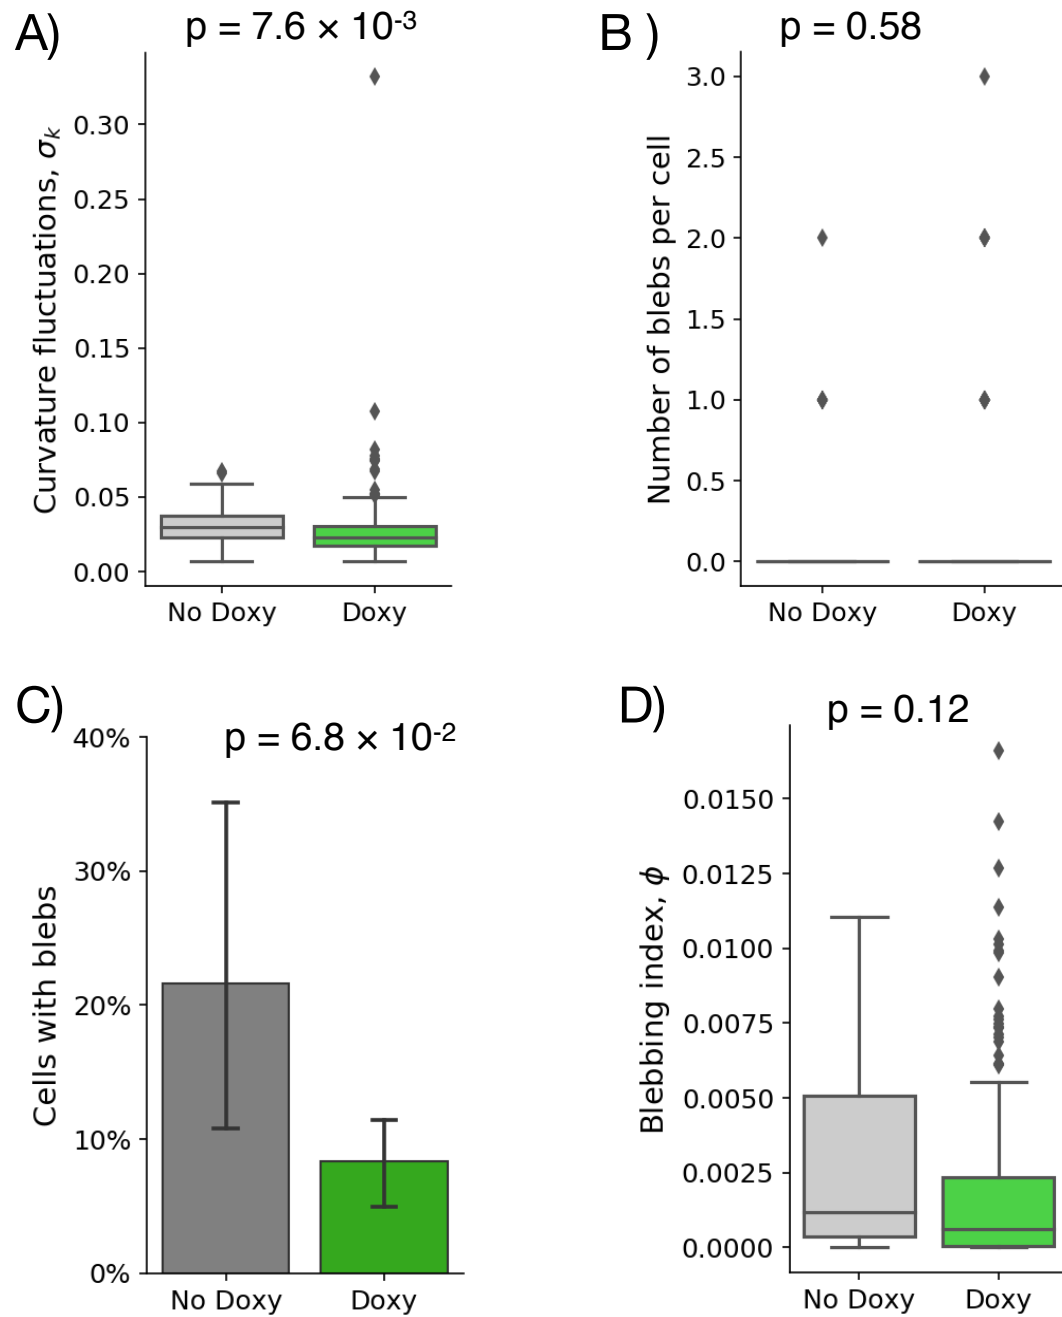 A)
p = 7.6 × 10⁻³
Curvature fluctuations, σₖ
0.30
0.25
0.20
0.15
0.10
0.05
0.00
No Doxy
Doxy
B )
p = 0.58
Number of blebs per cell
3.0
2.5
2.0
1.5
1.0
0.5
0.0
No Doxy
Doxy
C)
p = 6.8 × 10⁻²
Cells with blebs
40%
30%
20%
10%
0%
No Doxy
Doxy
D)
p = 0.12
Blebbing index, ϕ
0.0150
0.0125
0.0100
0.0075
0.0050
0.0025
0.0000
No Doxy
Doxy